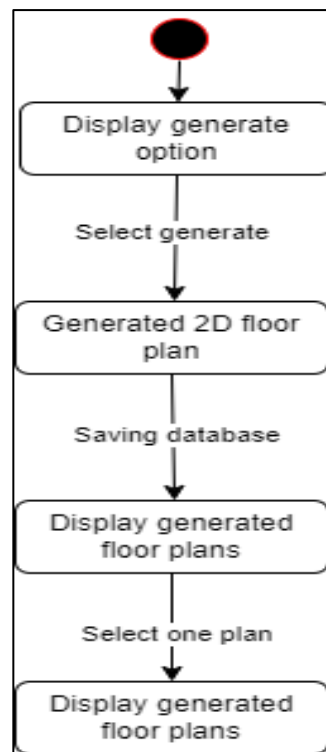 Display generate
option
Select generate
Generated 2D floor
plan
Saving database
Display generated
floor plans
Select one plan
Display generated
floor plans